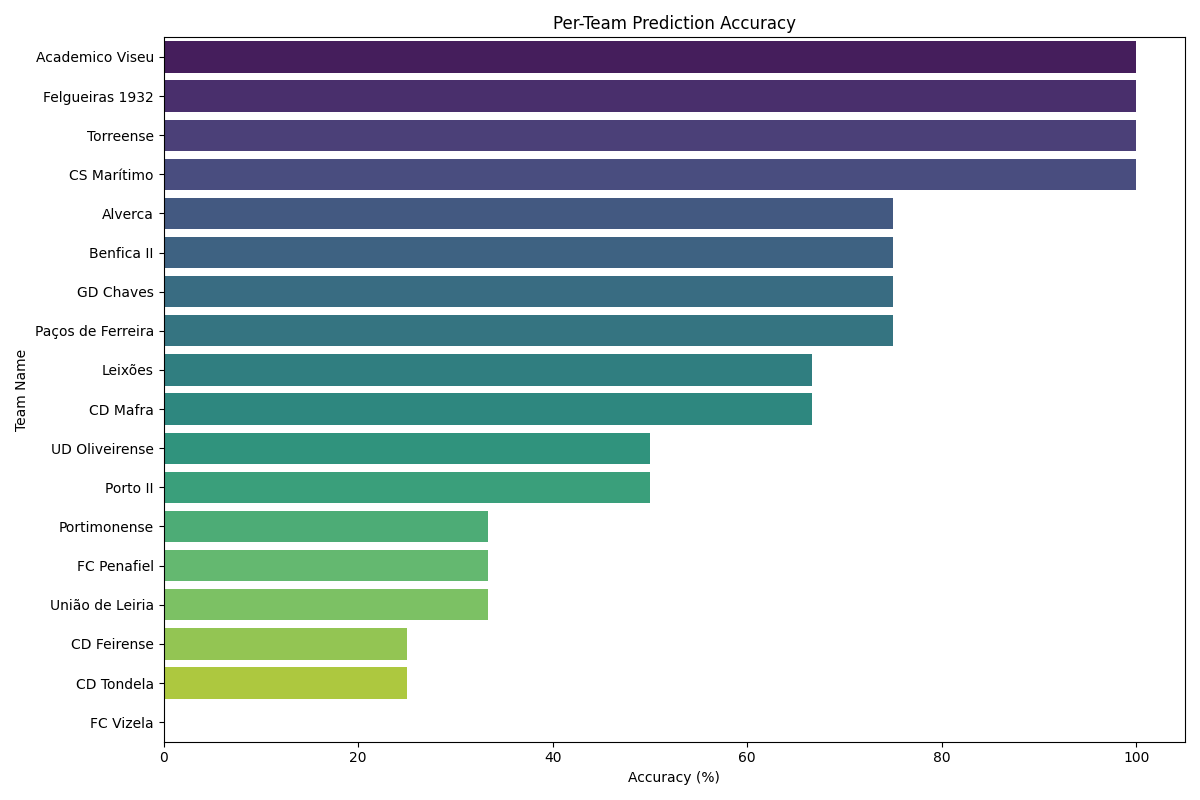 Per-Team Prediction Accuracy
Team Name
Academico Viseu
Felgueiras 1932
Torreense
CS Marítimo
Alverca
Benfica II
GD Chaves
Paços de Ferreira
Leixões
CD Mafra
UD Oliveirense
Porto II
Portimonense
FC Penafiel
União de Leiria
CD Feirense
CD Tondela
FC Vizela
0 20 40 60 80 100
Accuracy (%)